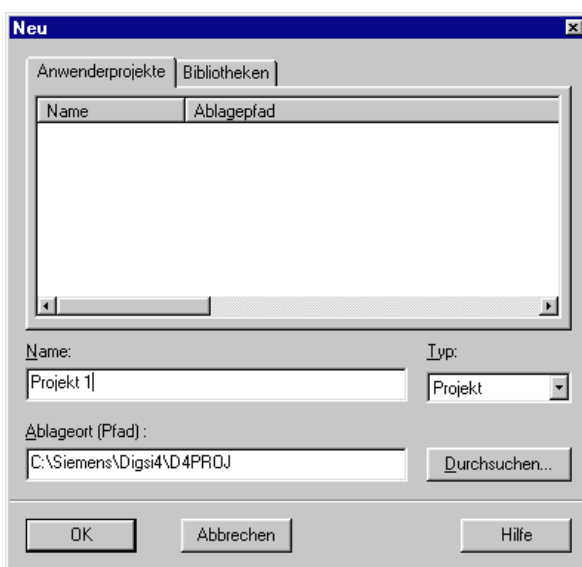 Neu
Anwenderprojekte Bibliotheken
Name Ablagepfad
Name: Typ:
Projekt 1 Projekt
Ablageort (Pfad) :
C:\Siemens\Digsi4\D4PROJ Durchsuchen...
OK Abbrechen Hilfe